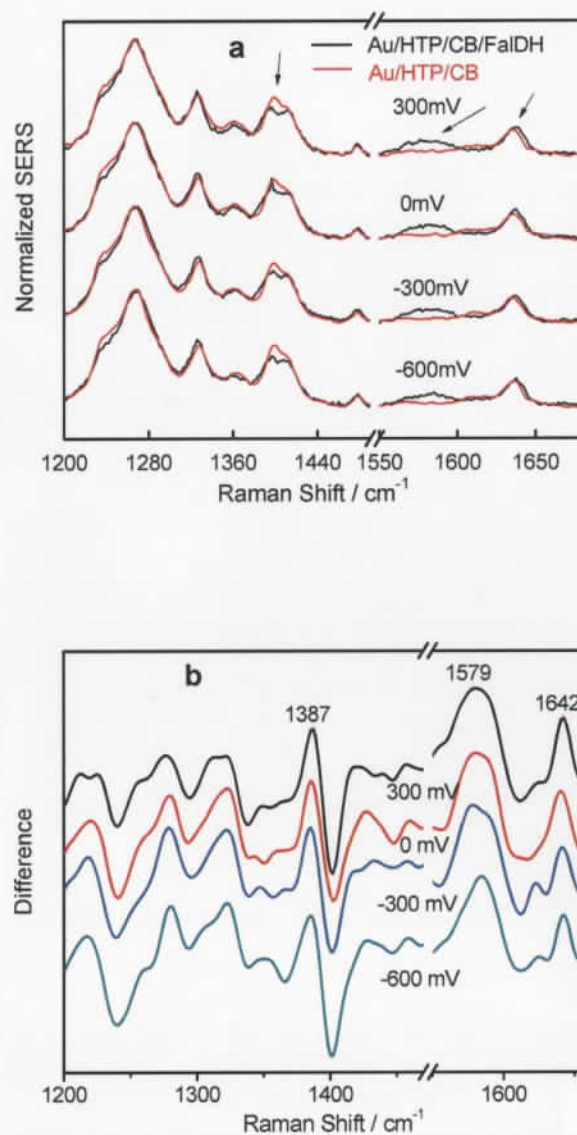 a
Au/HTP/CB/FalDH
Au/HTP/CB
300mV
0mV
-300mV
-600mV
Normalized SERS
1200 1280 1360 1440 1550 1600 1650
Raman Shift / cm⁻¹
b
1387
1579
1642
300 mV
0 mV
-300 mV
-600 mV
Difference
1200 1300 1400 1600
Raman Shift / cm⁻¹